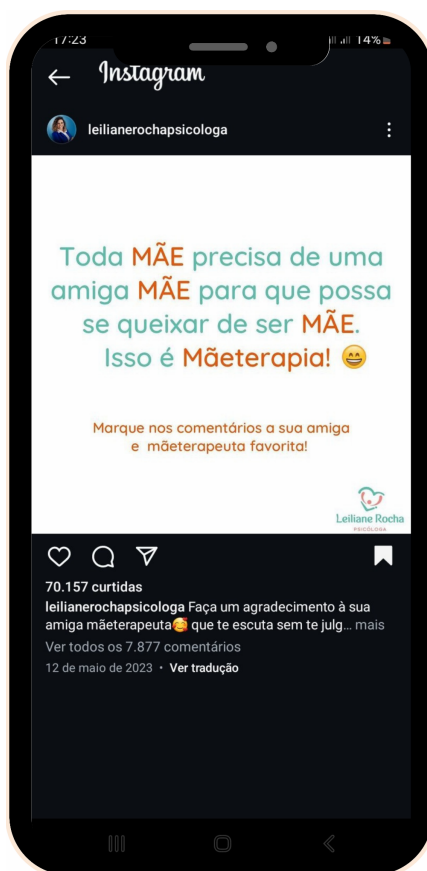 17:23
14%
Instagram
leilianerochapsicologa
Toda MÃE precisa de uma
amiga MÃE para que possa
se queixar de ser MÃE.
Isso é Mãeterapia! 😄
Marque nos comentários a sua amiga
e mãeterapeuta favorita!
Leiliane Rocha
PSICÓLOGA
70.157 curtidas
leilianerochapsicologa Faça um agradecimento à sua
amiga mãeterapeuta🥰 que te escuta sem te julg... mais
Ver todos os 7.877 comentários
12 de maio de 2023 • Ver tradução